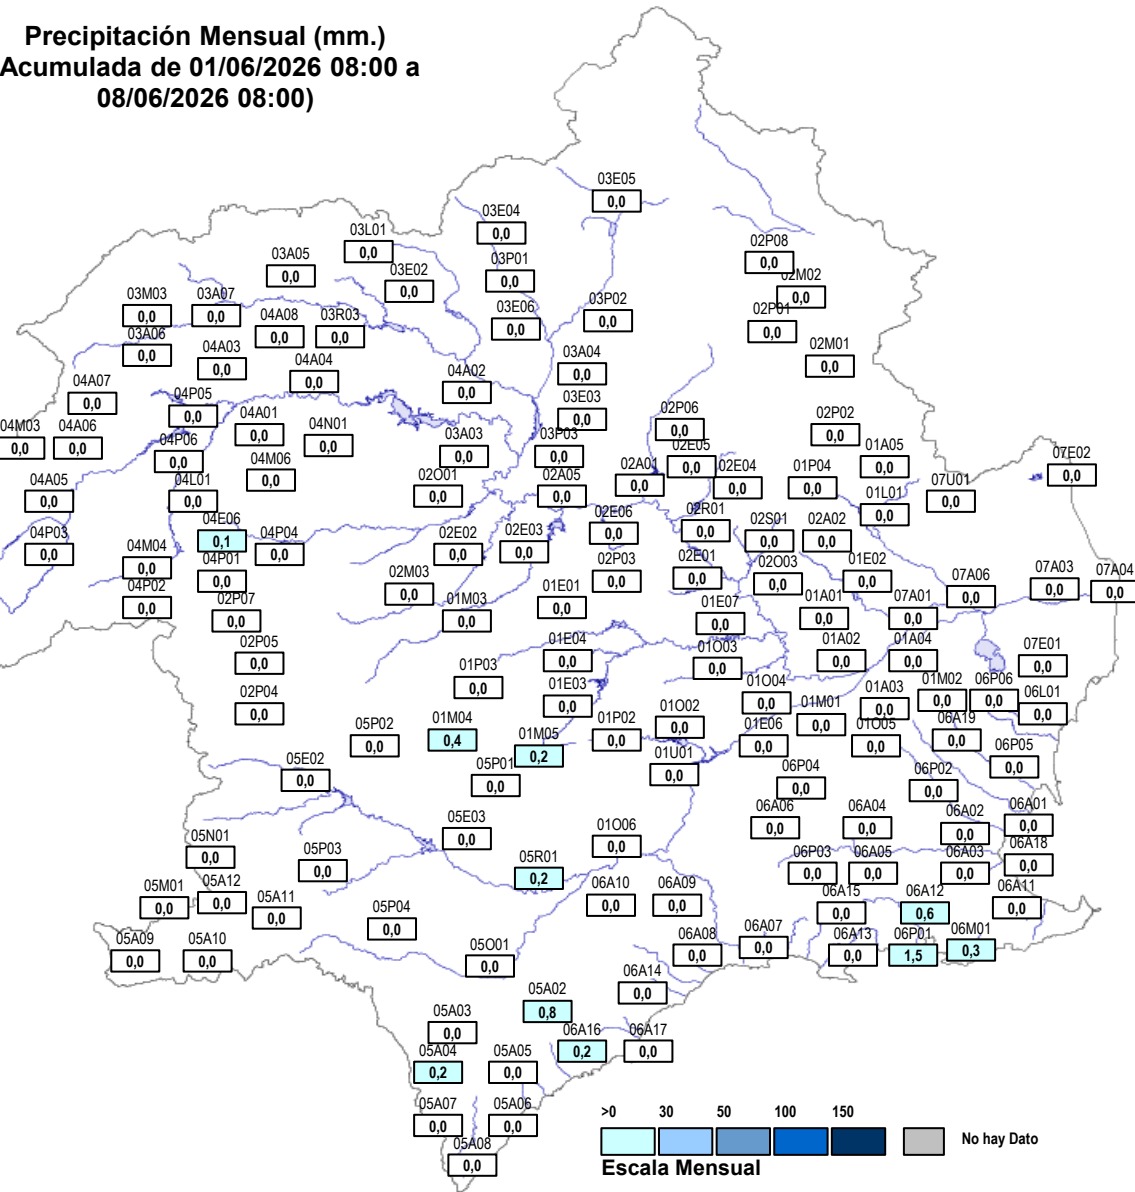 Precipitación Mensual (mm.)
Acumulada de 01/06/2026 08:00 a
08/06/2026 08:00)
03E05
0,0
03E04
0,0
03L01
0,0
02P08
0,0
03A05
0,0
03P01
0,0
03E02
0,0
02M02
0,0
03M03
0,0
03A07
0,0
03P02
0,0
04A08
0,0
03R03
0,0
03E06
0,0
02P01
0,0
03A06
0,0
04A03
0,0
03A04
0,0
02M01
0,0
04A04
0,0
04A02
0,0
04A07
0,0
04P05
0,0
03E03
0,0
02P06
0,0
02P02
0,0
04M03
0,0
04A06
0,0
04A01
0,0
04N01
0,0
03A03
0,0
03P03
0,0
04P06
0,0
02E05
0,0
01A05
0,0
07E02
0,0
04M06
0,0
02O01
0,0
02A05
0,0
02A01
0,0
02E04
0,0
01P04
0,0
04A05
0,0
04L01
0,0
01L01
0,0
07U01
0,0
04E06
0,1
02E06
0,0
02R01
0,0
02S01
0,0
02A02
0,0
04P03
0,0
04P04
0,0
02E02
0,0
02E03
0,0
04M04
0,0
04P01
0,0
02P03
0,0
02E01
0,0
02O03
0,0
01E02
0,0
07A03
0,0
07A04
0,0
04P02
0,0
02M03
0,0
01E01
0,0
07A06
0,0
02P07
0,0
01M03
0,0
01E07
0,0
01A01
0,0
07A01
0,0
02P05
0,0
01E04
0,0
01O03
0,0
01A02
0,0
01A04
0,0
07E01
0,0
01P03
0,0
01E03
0,0
01O04
0,0
01A03
0,0
01M02
0,0
06P06
0,0
06L01
0,0
02P04
0,0
05P02
0,0
01M04
0,4
01M05
0,2
01P02
0,0
01O02
0,0
01E06
0,0
01M01
0,0
01O05
0,0
06A19
0,0
05E02
0,0
05P01
0,0
01U01
0,0
06P04
0,0
06P02
0,0
06P05
0,0
05E03
0,0
01O06
0,0
06A06
0,0
06A04
0,0
06A02
0,0
06A01
0,0
05N01
0,0
05P03
0,0
05R01
0,2
06P03
0,0
06A05
0,0
06A03
0,0
06A18
0,0
05M01
0,0
05A12
0,0
05A11
0,0
06A10
0,0
06A09
0,0
06A15
0,0
06A12
0,6
06A11
0,0
05P04
0,0
05A09
0,0
05A10
0,0
05O01
0,0
06A08
0,0
06A07
0,0
06A13
0,0
06P01
1,5
06M01
0,3
06A14
0,0
05A02
0,8
05A03
0,0
06A16
0,2
06A17
0,0
05A04
0,2
05A05
0,0
05A07
0,0
05A06
0,0
05A08
0,0
>0 30 50 100 150
No hay Dato
Escala Mensual